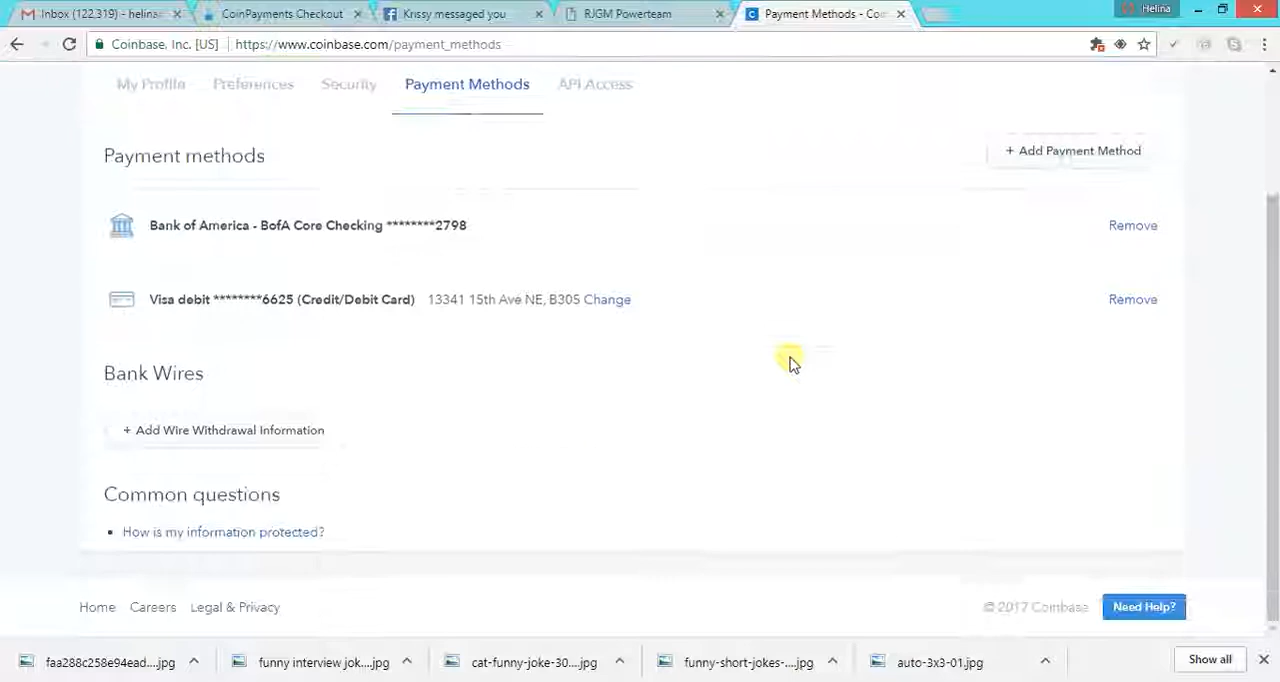 Inbox (122,319) - helina
CoinPayments Checkout
Krissy messaged you
RJGM Powerteam
Payment Methods - Coi
Helina
Coinbase, Inc. [US]
https://www.coinbase.com/payment_methods
My Profile
Preferences
Security
Payment Methods
API Access
Payment methods
+ Add Payment Method
Bank of America - BofA Core Checking ********2798
Remove
Visa debit ********6625 (Credit/Debit Card)
13341 15th Ave NE, B305 Change
Remove
Bank Wires
+ Add Wire Withdrawal Information
Common questions
• How is my information protected?
Home
Careers
Legal & Privacy
© 2017 Coinbase
Need Help?
faa288c258e94ead....jpg
funny interview jok....jpg
cat-funny-joke-30....jpg
funny-short-jokes-....jpg
auto-3x3-01.jpg
Show all